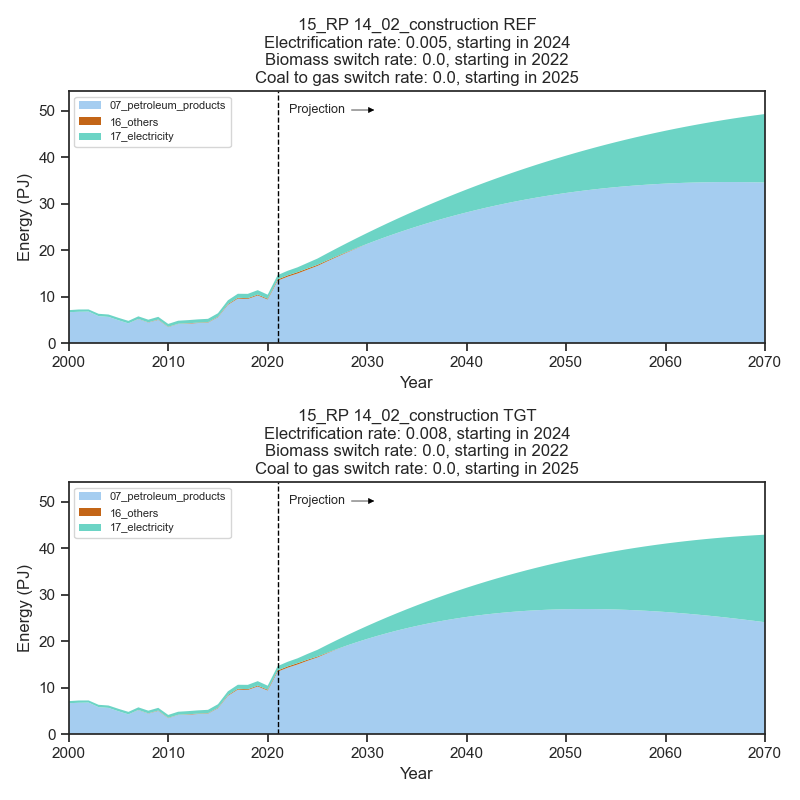 15_RP 14_02_construction REF
Electrification rate: 0.005, starting in 2024
Biomass switch rate: 0.0, starting in 2022
Coal to gas switch rate: 0.0, starting in 2025
07_petroleum_products
16_others
17_electricity
Projection
50
40
30
20
10
0
Energy (PJ)
2000 2010 2020 2030 2040 2050 2060 2070
Year
15_RP 14_02_construction TGT
Electrification rate: 0.008, starting in 2024
Biomass switch rate: 0.0, starting in 2022
Coal to gas switch rate: 0.0, starting in 2025
07_petroleum_products
16_others
17_electricity
Projection
50
40
30
20
10
0
Energy (PJ)
2000 2010 2020 2030 2040 2050 2060 2070
Year